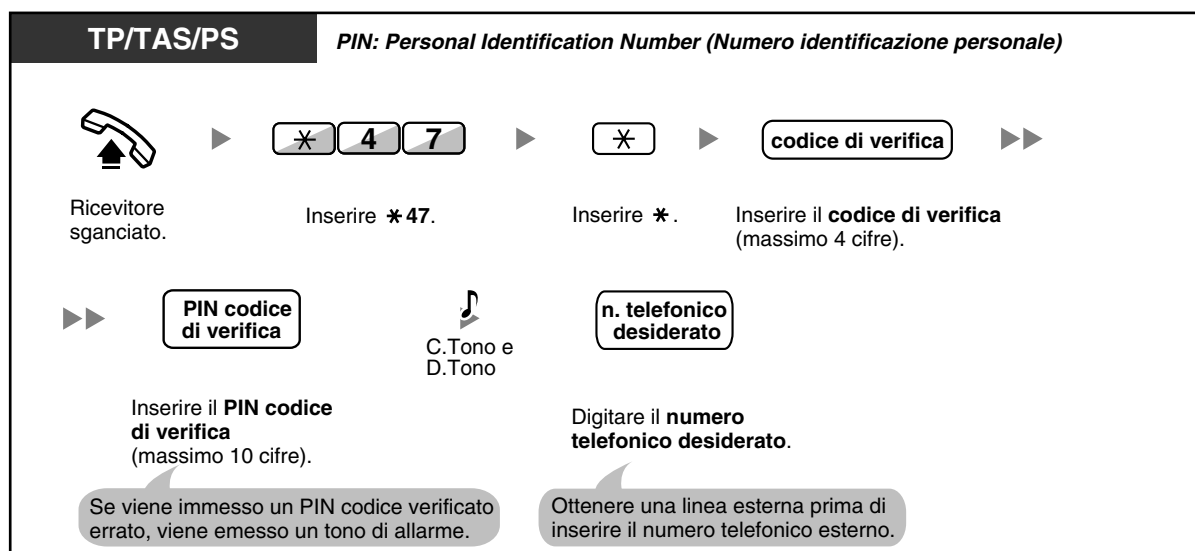 TP/TAS/PS
PIN: Personal Identification Number (Numero identificazione personale)
* 4 7
*
codice di verifica
Ricevitore
sganciato.
Inserire *47.
Inserire *.
Inserire il codice di verifica
(massimo 4 cifre).
PIN codice
di verifica
C.Tono e
D.Tono
n. telefonico
desiderato
Inserire il PIN codice
di verifica
(massimo 10 cifre).
Digitare il numero
telefonico desiderato.
Se viene immesso un PIN codice verificato
errato, viene emesso un tono di allarme.
Ottenere una linea esterna prima di
inserire il numero telefonico esterno.